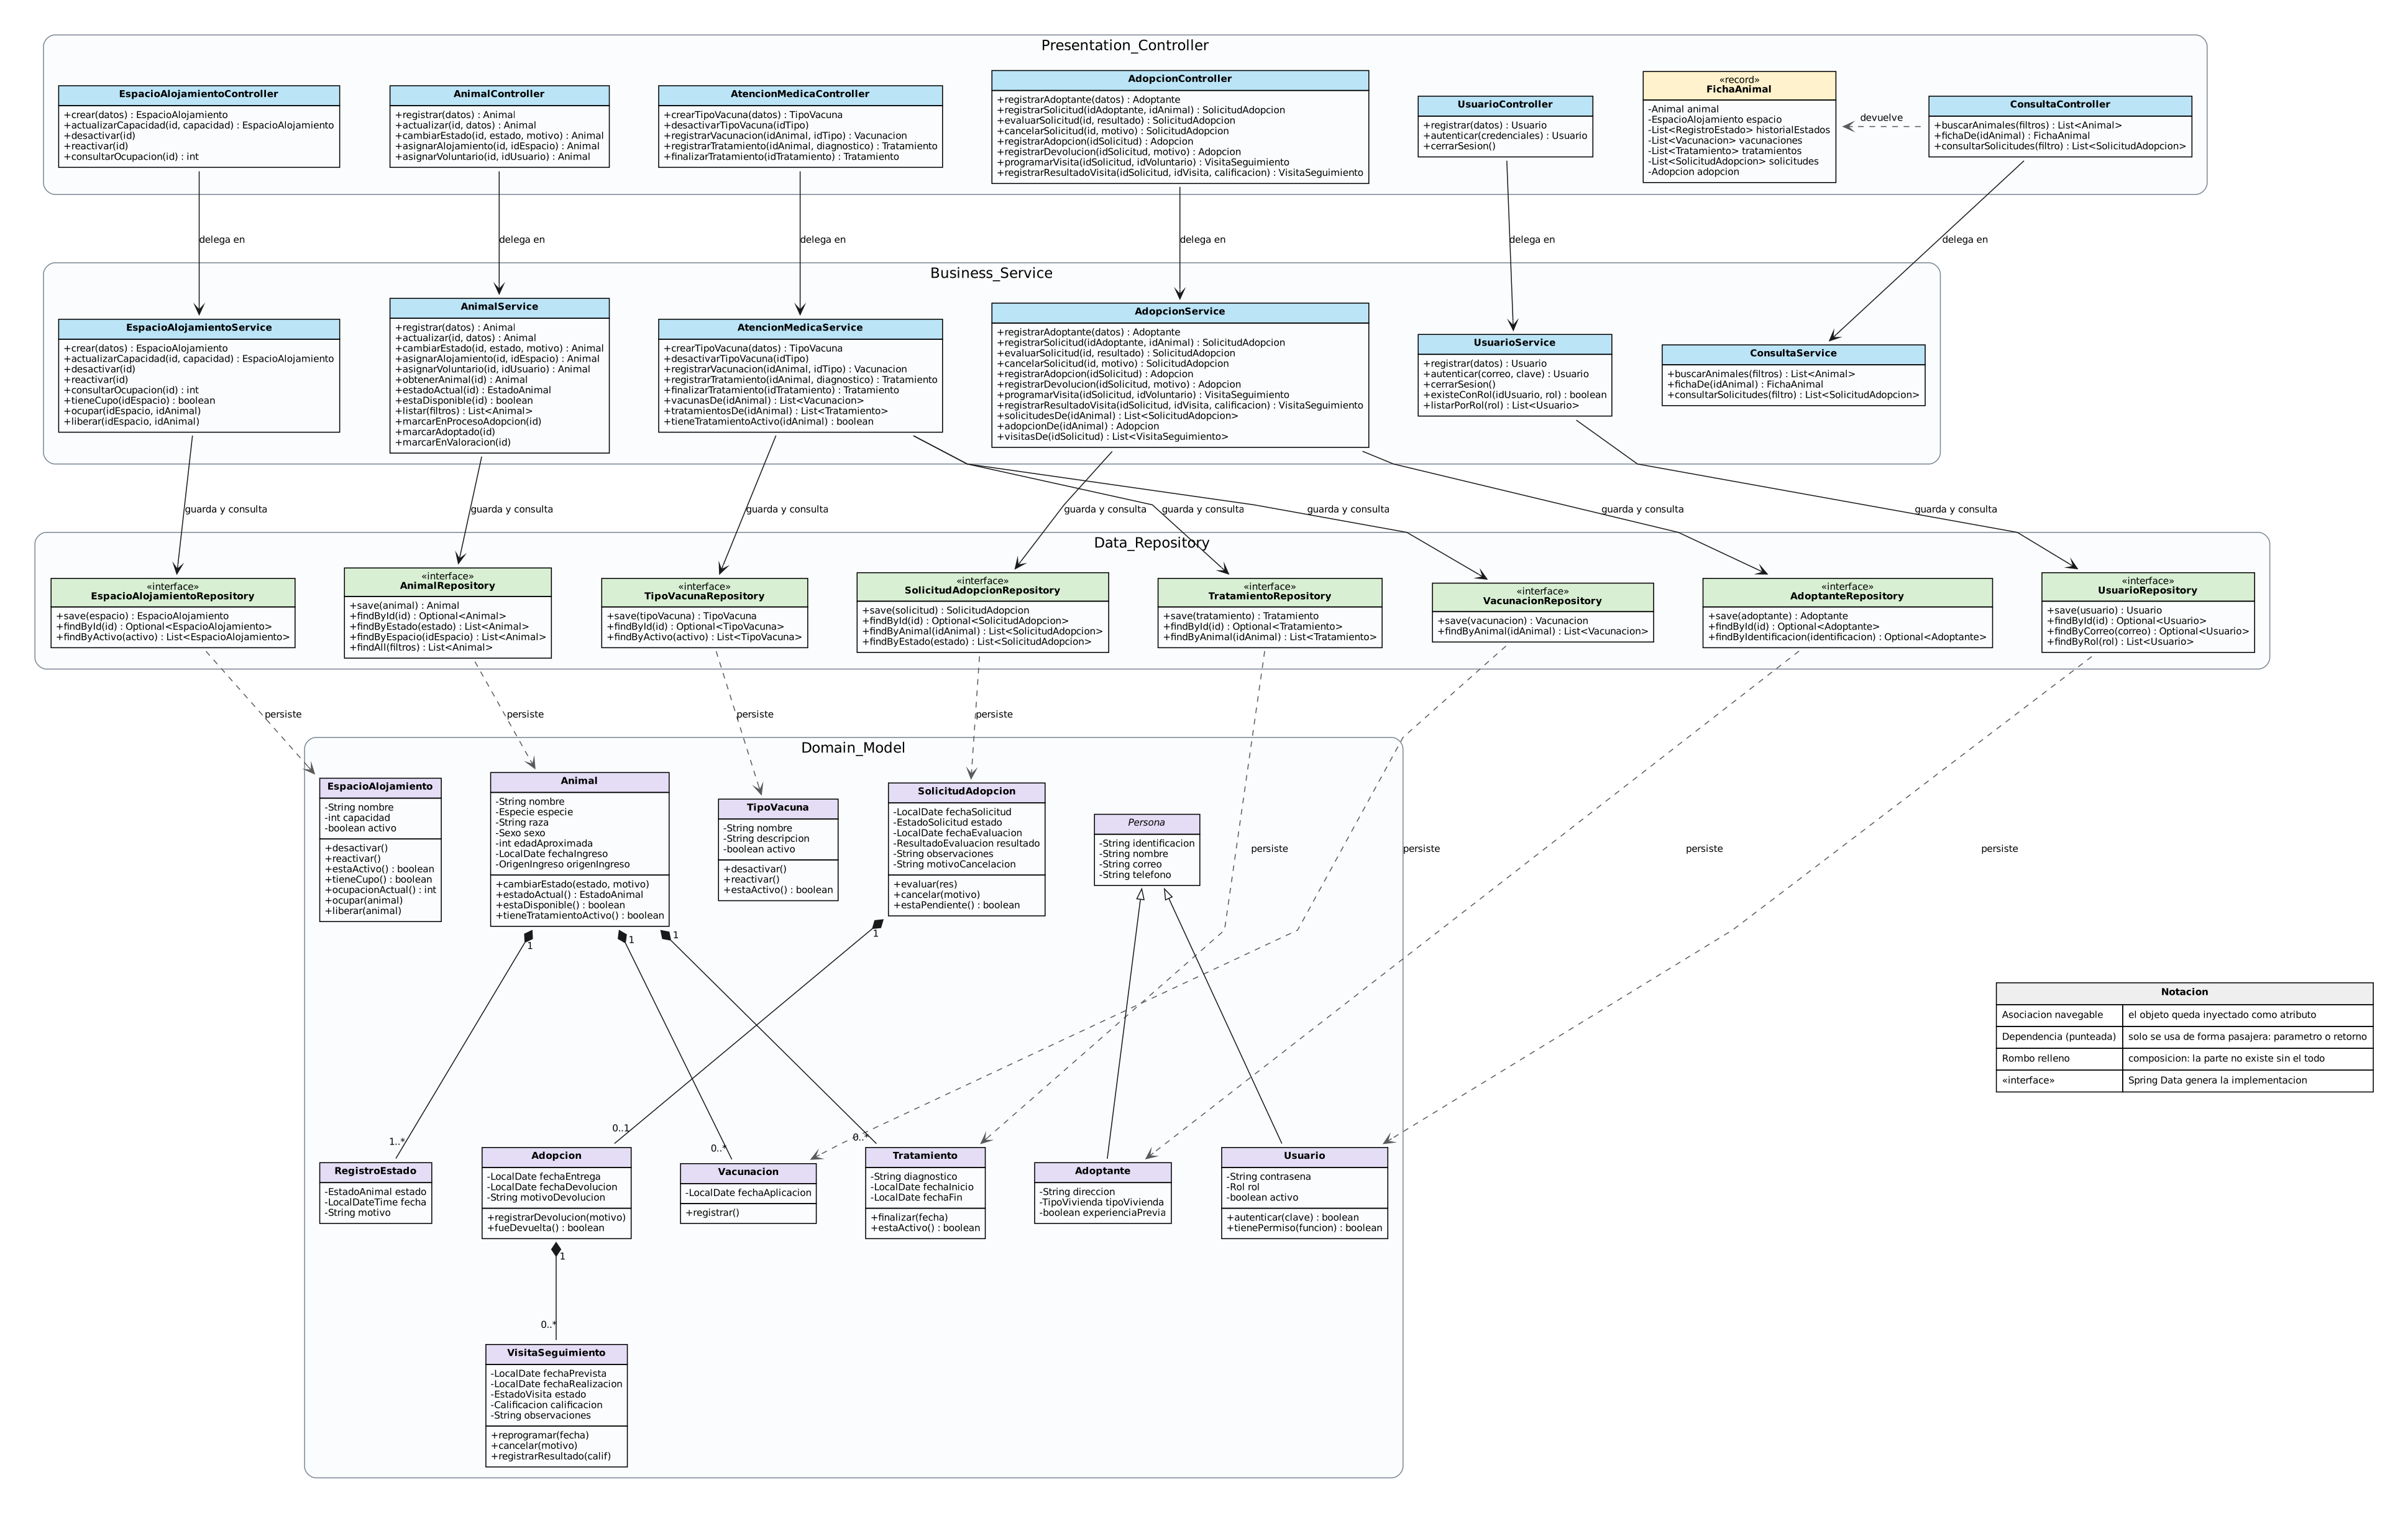 Presentation_Controller
EspacioAlojamientoController
+crear(datos) : EspacioAlojamiento
+actualizarCapacidad(id, capacidad) : EspacioAlojamiento
+desactivar(id)
+reactivar(id)
+consultarOcupacion(id) : int
AnimalController
+registrar(datos) : Animal
+actualizar(id, datos) : Animal
+cambiarEstado(id, estado, motivo) : Animal
+asignarAlojamiento(id, idEspacio) : Animal
+asignarVoluntario(id, idUsuario) : Animal
AtencionMedicaController
+crearTipoVacuna(datos) : TipoVacuna
+desactivarTipoVacuna(idTipo)
+registrarVacunacion(idAnimal, idTipo) : Vacunacion
+registrarTratamiento(idAnimal, diagnostico) : Tratamiento
+finalizarTratamiento(idTratamiento) : Tratamiento
AdopcionController
+registrarAdoptante(datos) : Adoptante
+registrarSolicitud(idAdoptante, idAnimal) : SolicitudAdopcion
+evaluarSolicitud(id, resultado) : SolicitudAdopcion
+cancelarSolicitud(id, motivo) : SolicitudAdopcion
+registrarAdopcion(idSolicitud) : Adopcion
+registrarDevolucion(idSolicitud, motivo) : Adopcion
+programarVisita(idSolicitud, idVoluntario) : VisitaSeguimiento
+registrarResultadoVisita(idSolicitud, idVisita, calificacion) : VisitaSeguimiento
UsuarioController
+registrar(datos) : Usuario
+autenticar(credenciales) : Usuario
+cerrarSesion()
«record»
FichaAnimal
-Animal animal
-EspacioAlojamiento espacio
-List<RegistroEstado> historialEstados
-List<Vacunacion> vacunaciones
-List<Tratamiento> tratamientos
-List<SolicitudAdopcion> solicitudes
-Adopcion adopcion
devuelve
ConsultaController
+buscarAnimales(filtros) : List<Animal>
+fichaDe(idAnimal) : FichaAnimal
+consultarSolicitudes(filtro) : List<SolicitudAdopcion>
delega en
delega en
delega en
delega en
delega en
delega en
Business_Service
EspacioAlojamientoService
+crear(datos) : EspacioAlojamiento
+actualizarCapacidad(id, capacidad) : EspacioAlojamiento
+desactivar(id)
+reactivar(id)
+consultarOcupacion(id) : int
+tieneCupo(idEspacio) : boolean
+ocupar(idEspacio, idAnimal)
+liberar(idEspacio, idAnimal)
AnimalService
+registrar(datos) : Animal
+actualizar(id, datos) : Animal
+cambiarEstado(id, estado, motivo) : Animal
+asignarAlojamiento(id, idEspacio) : Animal
+asignarVoluntario(id, idUsuario) : Animal
+obtenerAnimal(id) : Animal
+estadoActual(id) : EstadoAnimal
+estaDisponible(id) : boolean
+listar(filtros) : List<Animal>
+marcarEnProcesoAdopcion(id)
+marcarAdoptado(id)
+marcarEnValoracion(id)
AtencionMedicaService
+crearTipoVacuna(datos) : TipoVacuna
+desactivarTipoVacuna(idTipo)
+registrarVacunacion(idAnimal, idTipo) : Vacunacion
+registrarTratamiento(idAnimal, diagnostico) : Tratamiento
+finalizarTratamiento(idTratamiento) : Tratamiento
+vacunasDe(idAnimal) : List<Vacunacion>
+tratamientosDe(idAnimal) : List<Tratamiento>
+tieneTratamientoActivo(idAnimal) : boolean
AdopcionService
+registrarAdoptante(datos) : Adoptante
+registrarSolicitud(idAdoptante, idAnimal) : SolicitudAdopcion
+evaluarSolicitud(id, resultado) : SolicitudAdopcion
+cancelarSolicitud(id, motivo) : SolicitudAdopcion
+registrarAdopcion(idSolicitud) : Adopcion
+registrarDevolucion(idSolicitud, motivo) : Adopcion
+programarVisita(idSolicitud, idVoluntario) : VisitaSeguimiento
+registrarResultadoVisita(idSolicitud, idVisita, calificacion) : VisitaSeguimiento
+solicitudesDe(idAnimal) : List<SolicitudAdopcion>
+adopcionDe(idAnimal) : Adopcion
+visitasDe(idSolicitud) : List<VisitaSeguimiento>
UsuarioService
+registrar(datos) : Usuario
+autenticar(correo, clave) : Usuario
+cerrarSesion()
+existeConRol(idUsuario, rol) : boolean
+listarPorRol(rol) : List<Usuario>
ConsultaService
+buscarAnimales(filtros) : List<Animal>
+fichaDe(idAnimal) : FichaAnimal
+consultarSolicitudes(filtro) : List<SolicitudAdopcion>
guarda y consulta
guarda y consulta
guarda y consulta
guarda y consulta
guarda y consulta
guarda y consulta
guarda y consulta
guarda y consulta
Data_Repository
«interface»
EspacioAlojamientoRepository
+save(espacio) : EspacioAlojamiento
+findById(id) : Optional<EspacioAlojamiento>
+findByActivo(activo) : List<EspacioAlojamiento>
«interface»
AnimalRepository
+save(animal) : Animal
+findById(id) : Optional<Animal>
+findByEstado(estado) : List<Animal>
+findByEspacio(idEspacio) : List<Animal>
+findAll(filtros) : List<Animal>
«interface»
TipoVacunaRepository
+save(tipoVacuna) : TipoVacuna
+findById(id) : Optional<TipoVacuna>
+findByActivo(activo) : List<TipoVacuna>
«interface»
SolicitudAdopcionRepository
+save(solicitud) : SolicitudAdopcion
+findById(id) : Optional<SolicitudAdopcion>
+findByAnimal(idAnimal) : List<SolicitudAdopcion>
+findByEstado(estado) : List<SolicitudAdopcion>
«interface»
TratamientoRepository
+save(tratamiento) : Tratamiento
+findById(id) : Optional<Tratamiento>
+findByAnimal(idAnimal) : List<Tratamiento>
«interface»
VacunacionRepository
+save(vacunacion) : Vacunacion
+findByAnimal(idAnimal) : List<Vacunacion>
«interface»
AdoptanteRepository
+save(adoptante) : Adoptante
+findById(id) : Optional<Adoptante>
+findByIdentificacion(identificacion) : Optional<Adoptante>
«interface»
UsuarioRepository
+save(usuario) : Usuario
+findById(id) : Optional<Usuario>
+findByCorreo(correo) : Optional<Usuario>
+findByRol(rol) : List<Usuario>
persiste
persiste
persiste
persiste
Domain_Model
EspacioAlojamiento
-String nombre
-int capacidad
-boolean activo
+desactivar()
+reactivar()
+estaActivo() : boolean
+tieneCupo() : boolean
+ocupacionActual() : int
+ocupar(animal)
+liberar(animal)
Animal
-String nombre
-Especie especie
-String raza
-Sexo sexo
-int edadAproximada
-LocalDate fechaIngreso
-OrigenIngreso origenIngreso
+cambiarEstado(estado, motivo)
+estadoActual() : EstadoAnimal
+estaDisponible() : boolean
+tieneTratamientoActivo() : boolean
TipoVacuna
-String nombre
-String descripcion
-boolean activo
+desactivar()
+reactivar()
+estaActivo() : boolean
SolicitudAdopcion
-LocalDate fechaSolicitud
-EstadoSolicitud estado
-LocalDate fechaEvaluacion
-ResultadoEvaluacion resultado
-String observaciones
-String motivoCancelacion
+evaluar(res)
+cancelar(motivo)
+estaPendiente() : boolean
Persona
-String identificacion
-String nombre
-String correo
-String telefono
persiste
persiste
persiste
persiste
1
1
1
1
Notacion
Asociacion navegable
el objeto queda inyectado como atributo
Dependencia (punteada)
solo se usa de forma pasajera: parametro o retorno
Rombo relleno
composicion: la parte no existe sin el todo
«interface»
Spring Data genera la implementacion
1..*
0..1
0..*
0..*
RegistroEstado
-EstadoAnimal estado
-LocalDateTime fecha
-String motivo
Adopcion
-LocalDate fechaEntrega
-LocalDate fechaDevolucion
-String motivoDevolucion
+registrarDevolucion(motivo)
+fueDevuelta() : boolean
Vacunacion
-LocalDate fechaAplicacion
+registrar()
Tratamiento
-String diagnostico
-LocalDate fechaInicio
-LocalDate fechaFin
+finalizar(fecha)
+estaActivo() : boolean
Adoptante
-String direccion
-TipoVivienda tipoVivienda
-boolean experienciaPrevia
Usuario
-String contrasena
-Rol rol
-boolean activo
+autenticar(clave) : boolean
+tienePermiso(funcion) : boolean
1
0..*
VisitaSeguimiento
-LocalDate fechaPrevista
-LocalDate fechaRealizacion
-EstadoVisita estado
-Calificacion calificacion
-String observaciones
+reprogramar(fecha)
+cancelar(motivo)
+registrarResultado(calif)